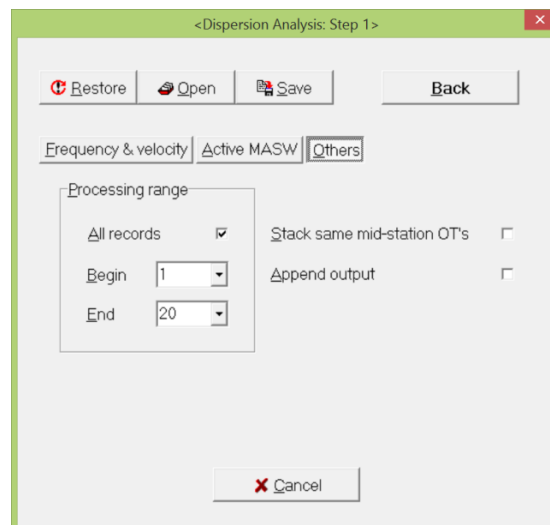 <Dispersion Analysis: Step 1>
Restore Open Save Back
Frequency & velocity Active MASW Others
Processing range
All records Stack same mid-station OT's
Begin 1 Append output
End 20
Cancel